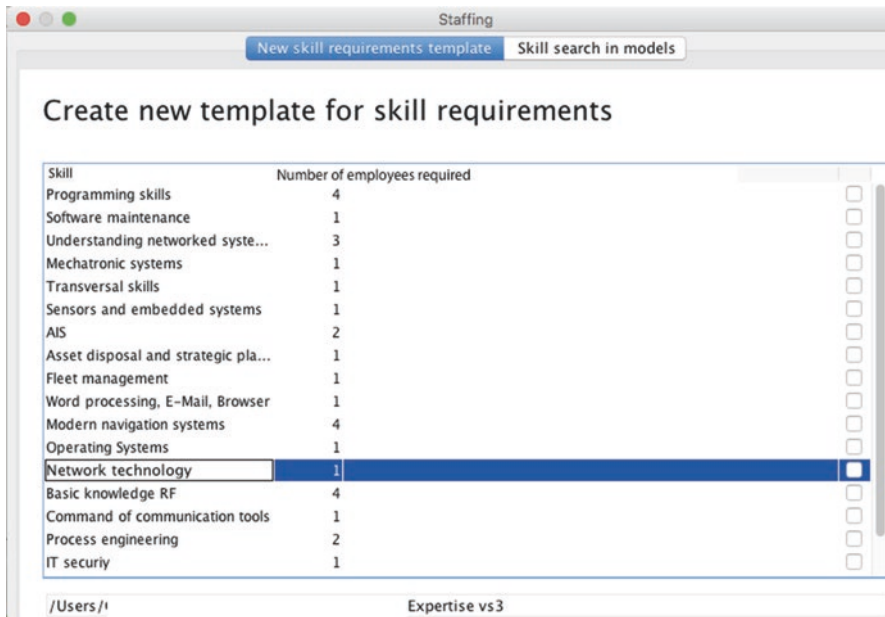 Staffing
New skill requirements template Skill search in models
Create new template for skill requirements
Skill Number of employees required
Programming skills 4
Software maintenance 1
Understanding networked syste... 3
Mechatronic systems 1
Transversal skills 1
Sensors and embedded systems 1
AIS 2
Asset disposal and strategic pla... 1
Fleet management 1
Word processing, E-Mail, Browser 1
Modern navigation systems 4
Operating Systems 1
Network technology 1
Basic knowledge RF 4
Command of communication tools 1
Process engineering 2
IT securiy 1
/Users/ Expertise vs3